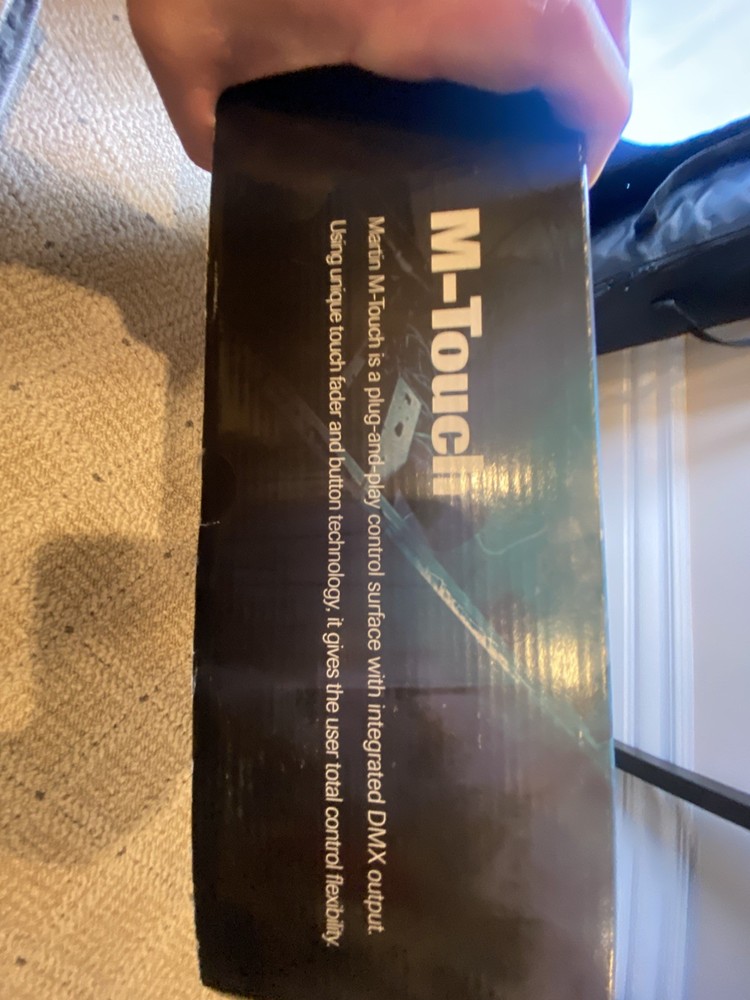 M-Touch
Martin M-Touch is a plug-and-play control surface with integrated DMX output.
Using unique touch fader and button technology, it gives the user total control flexibility.